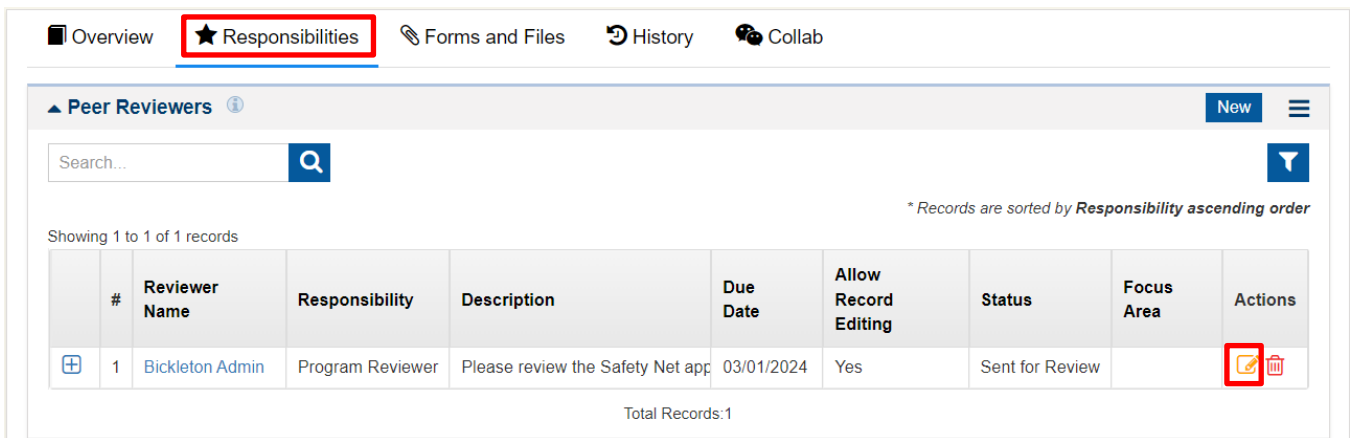 Overview Responsibilities Forms and Files History Collab
Peer Reviewers New
Search...
* Records are sorted by Responsibility ascending order
Showing 1 to 1 of 1 records
# Reviewer Name Responsibility Description Due Date Allow Record Editing Status Focus Area Actions
1 Bickleton Admin Program Reviewer Please review the Safety Net app 03/01/2024 Yes Sent for Review
Total Records:1